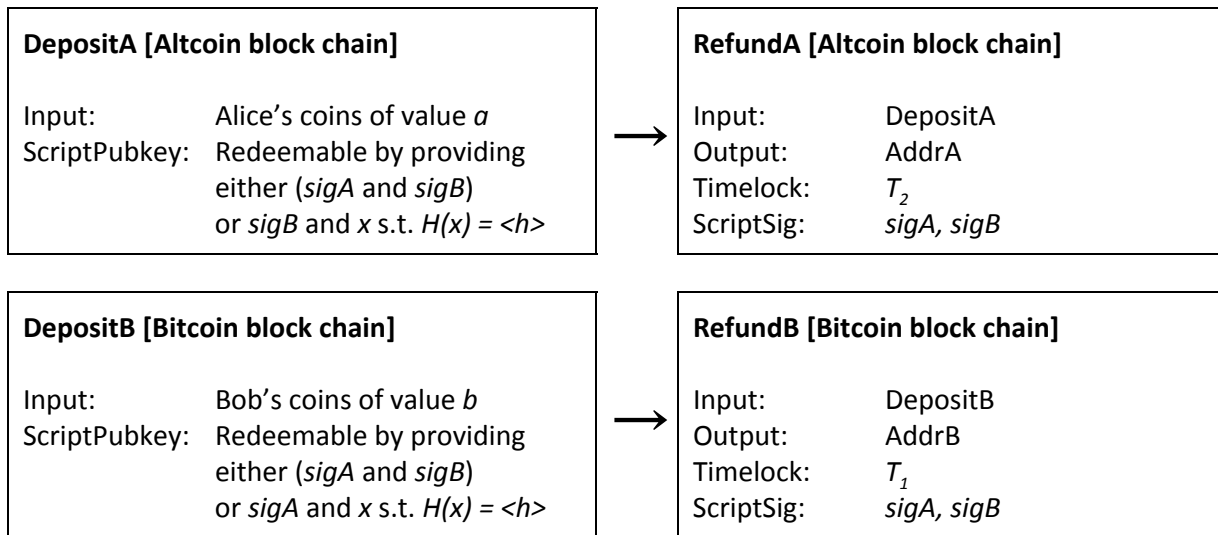 DepositA [Altcoin block chain]
Input: Alice’s coins of value a
ScriptPubkey: Redeemable by providing
either (sigA and sigB)
or sigB and x s.t. H(x) = <h>
RefundA [Altcoin block chain]
Input: DepositA
Output: AddrA
Timelock: T₂
ScriptSig: sigA, sigB
DepositB [Bitcoin block chain]
Input: Bob’s coins of value b
ScriptPubkey: Redeemable by providing
either (sigA and sigB)
or sigA and x s.t. H(x) = <h>
RefundB [Bitcoin block chain]
Input: DepositB
Output: AddrB
Timelock: T₁
ScriptSig: sigA, sigB